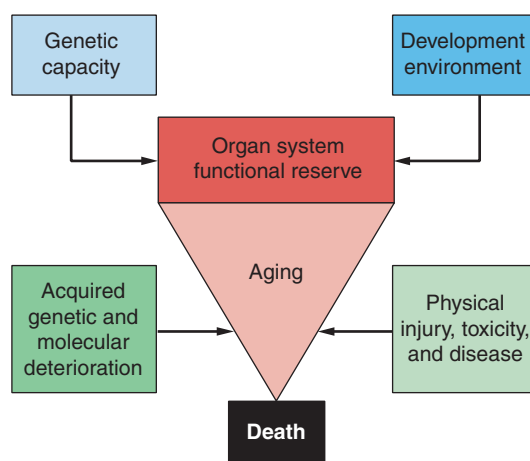 Genetic
capacity
Development
environment
Organ system
functional reserve
Aging
Acquired
genetic and
molecular
deterioration
Physical
injury, toxicity,
and disease
Death